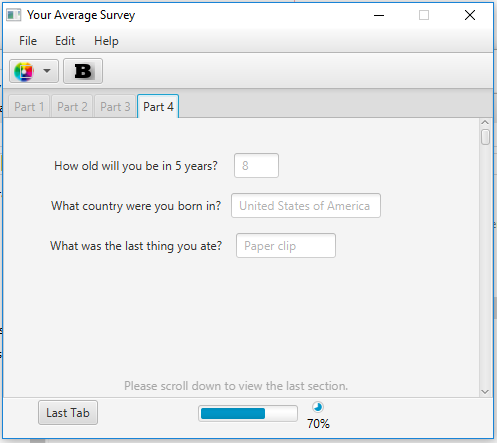 Your Average Survey
File Edit Help
B
Part 1 Part 2 Part 3 Part 4
How old will you be in 5 years? 8
What country were you born in? United States of America
What was the last thing you ate? Paper clip
Please scroll down to view the last section.
Last Tab
70%